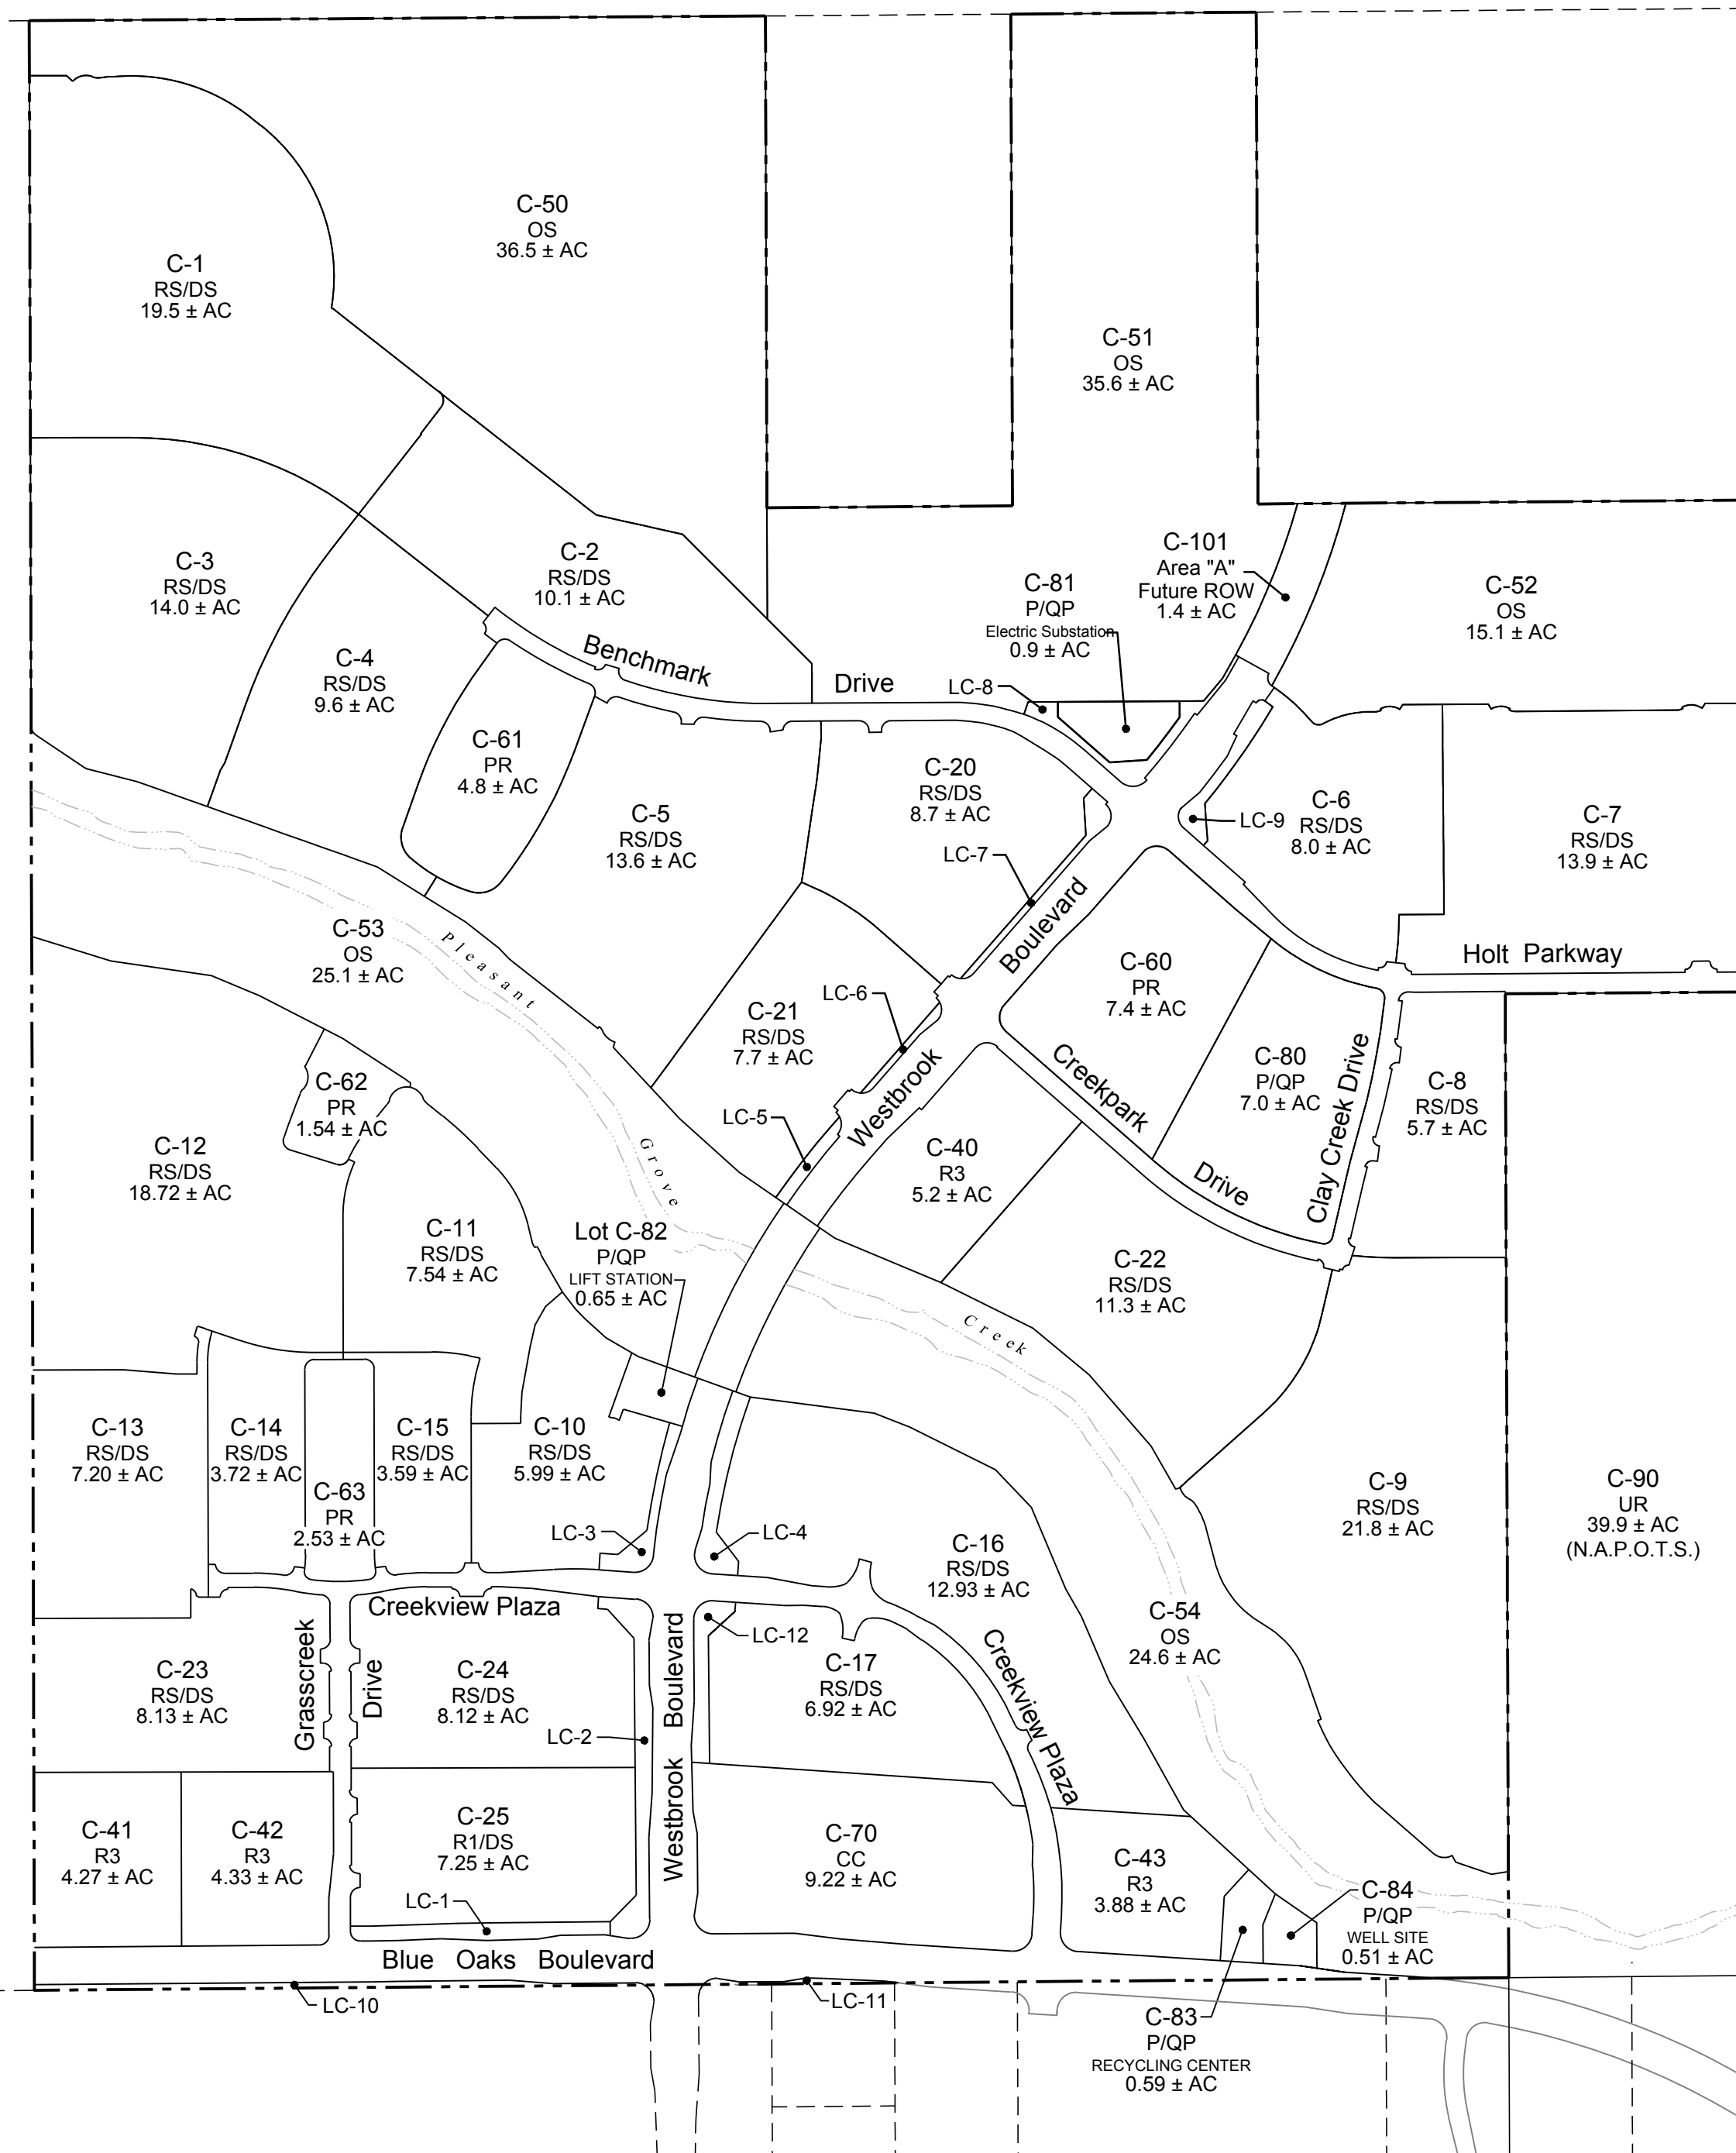 C-50
OS
36.5 ± AC
C-1
RS/DS
19.5 ± AC
C-51
OS
35.6 ± AC
C-3
RS/DS
14.0 ± AC
C-2
RS/DS
10.1 ± AC
C-101
Area "A"
Future ROW
1.4 ± AC
C-81
P/QP
Electric Substation
0.9 ± AC
C-52
OS
15.1 ± AC
C-4
RS/DS
9.6 ± AC
Benchmark
Drive
LC-8
C-61
PR
4.8 ± AC
C-5
RS/DS
13.6 ± AC
C-20
RS/DS
8.7 ± AC
LC-9
C-6
RS/DS
8.0 ± AC
C-7
RS/DS
13.9 ± AC
LC-7
Boulevard
C-53
OS
25.1 ± AC
Pleasant
Holt Parkway
C-60
PR
7.4 ± AC
LC-6
C-21
RS/DS
7.7 ± AC
Westbrook
Creekpark
C-80
P/QP
7.0 ± AC
Clay Creek Drive
C-8
RS/DS
5.7 ± AC
C-62
PR
1.54 ± AC
LC-5
C-12
RS/DS
18.72 ± AC
Grove
C-40
R3
5.2 ± AC
Drive
C-11
RS/DS
7.54 ± AC
Lot C-82
P/QP
LIFT STATION
0.65 ± AC
C-22
RS/DS
11.3 ± AC
Creek
C-13
RS/DS
7.20 ± AC
C-14
RS/DS
3.72 ± AC
C-63
PR
2.53 ± AC
C-15
RS/DS
3.59 ± AC
C-10
RS/DS
5.99 ± AC
C-9
RS/DS
21.8 ± AC
C-90
UR
39.9 ± AC
(N.A.P.O.T.S.)
LC-3
LC-4
C-16
RS/DS
12.93 ± AC
Creekview Plaza
LC-12
C-54
OS
24.6 ± AC
C-23
RS/DS
8.13 ± AC
Grasscreek
Drive
C-24
RS/DS
8.12 ± AC
LC-2
Westbrook Boulevard
C-17
RS/DS
6.92 ± AC
Creekview Plaza
C-41
R3
4.27 ± AC
C-42
R3
4.33 ± AC
C-25
R1/DS
7.25 ± AC
LC-1
C-70
CC
9.22 ± AC
C-43
R3
3.88 ± AC
C-84
P/QP
WELL SITE
0.51 ± AC
Blue Oaks Boulevard
LC-10
LC-11
C-83
P/QP
RECYCLING CENTER
0.59 ± AC